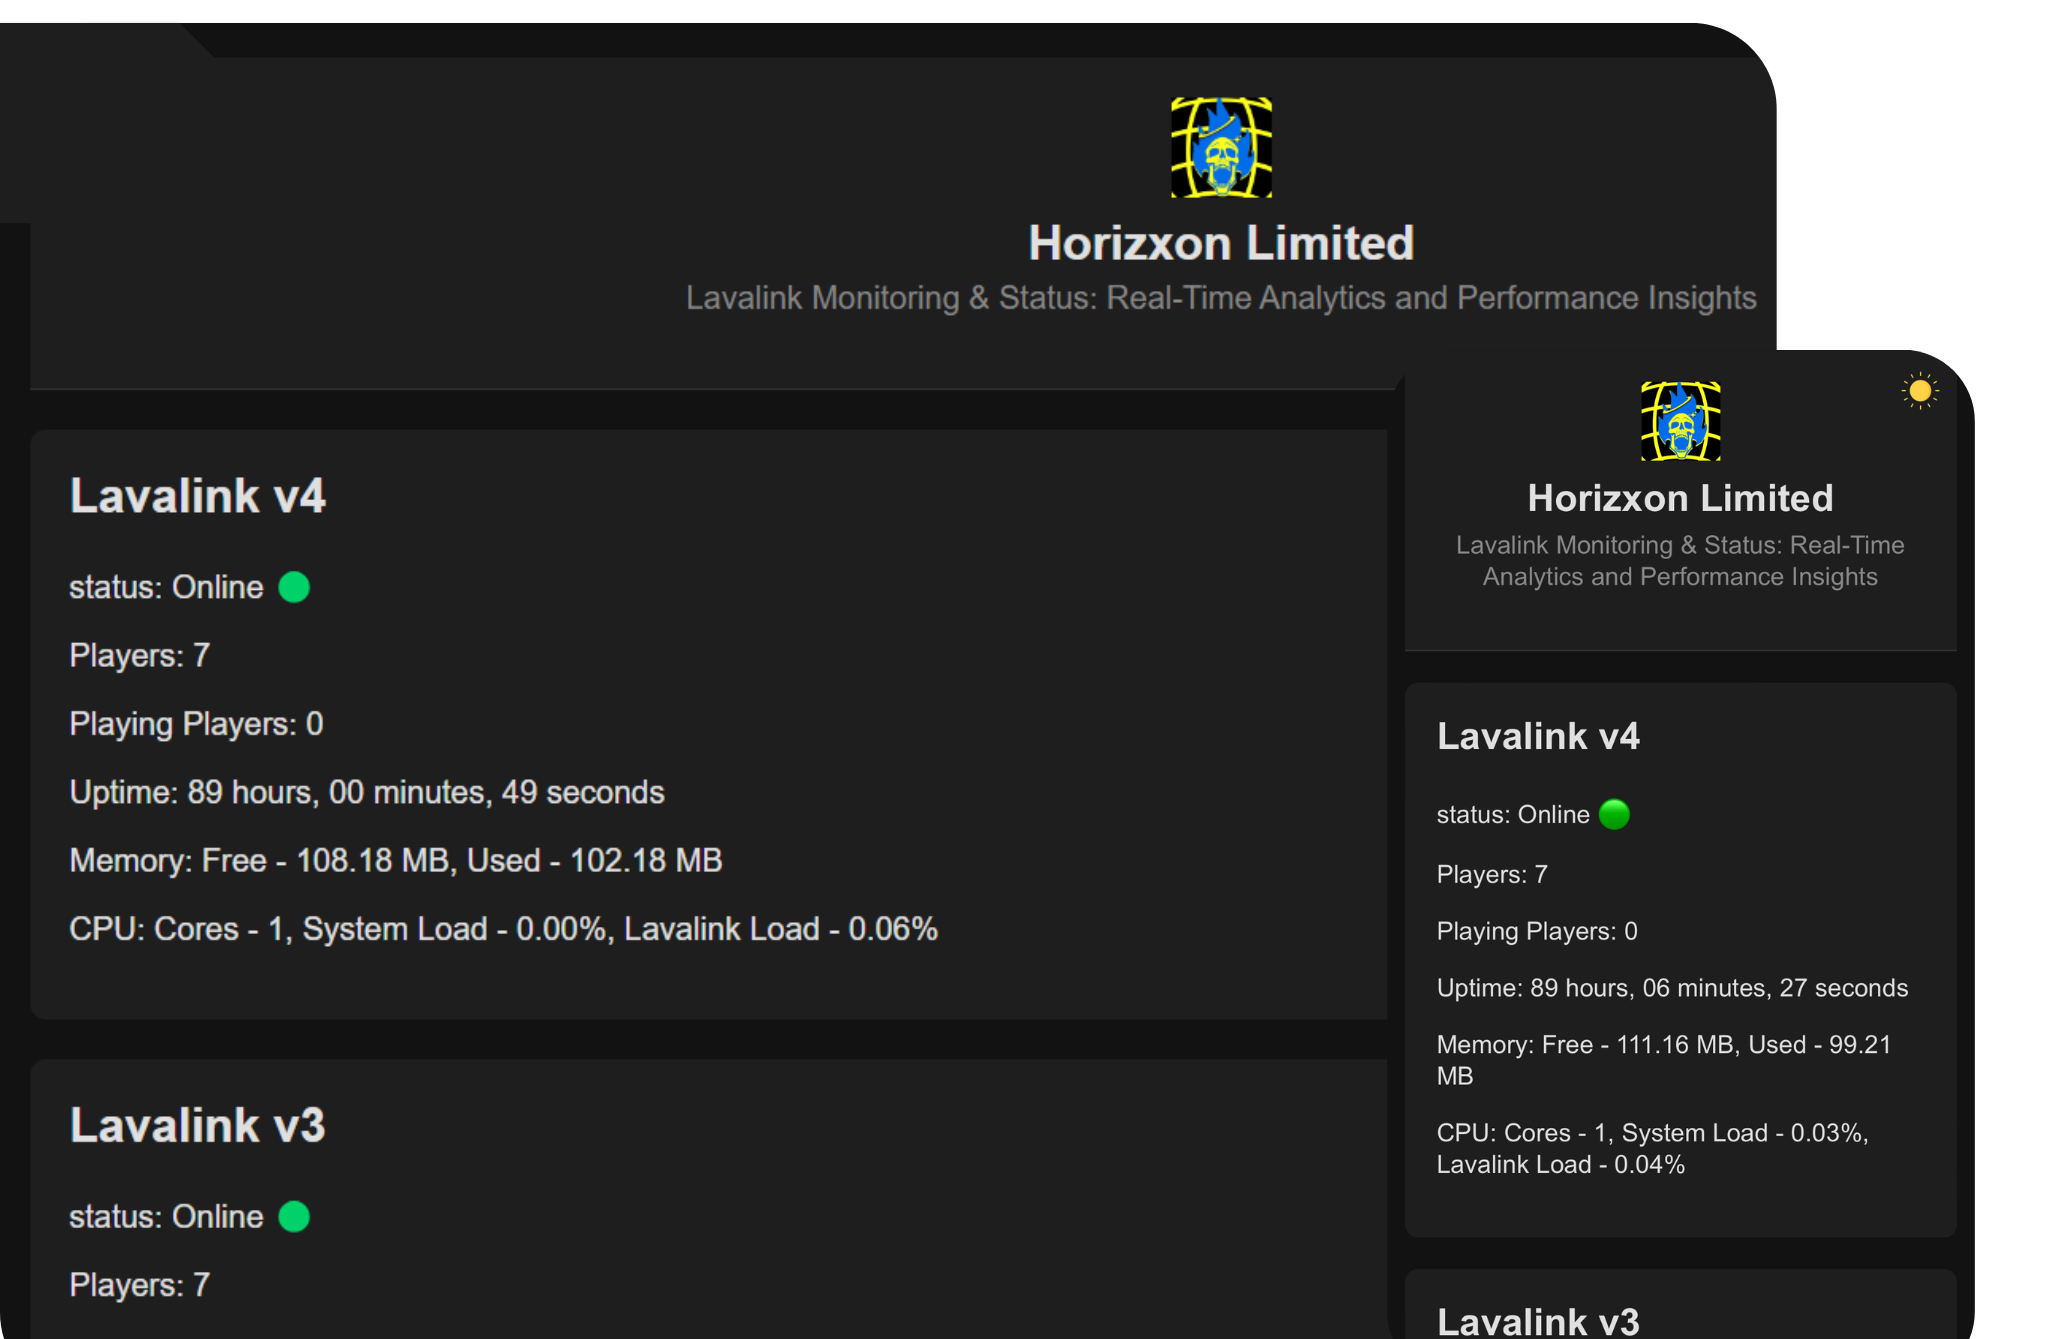 Horizxon Limited
Lavalink Monitoring & Status: Real-Time Analytics and Performance Insights
Lavalink v4
status: Online
Players: 7
Playing Players: 0
Uptime: 89 hours, 00 minutes, 49 seconds
Memory: Free - 108.18 MB, Used - 102.18 MB
CPU: Cores - 1, System Load - 0.00%, Lavalink Load - 0.06%
Lavalink v3
status: Online
Players: 7
Horizxon Limited
Lavalink Monitoring & Status: Real-Time
Analytics and Performance Insights
Lavalink v4
status: Online
Players: 7
Playing Players: 0
Uptime: 89 hours, 06 minutes, 27 seconds
Memory: Free - 111.16 MB, Used - 99.21
MB
CPU: Cores - 1, System Load - 0.03%,
Lavalink Load - 0.04%
Lavalink v3